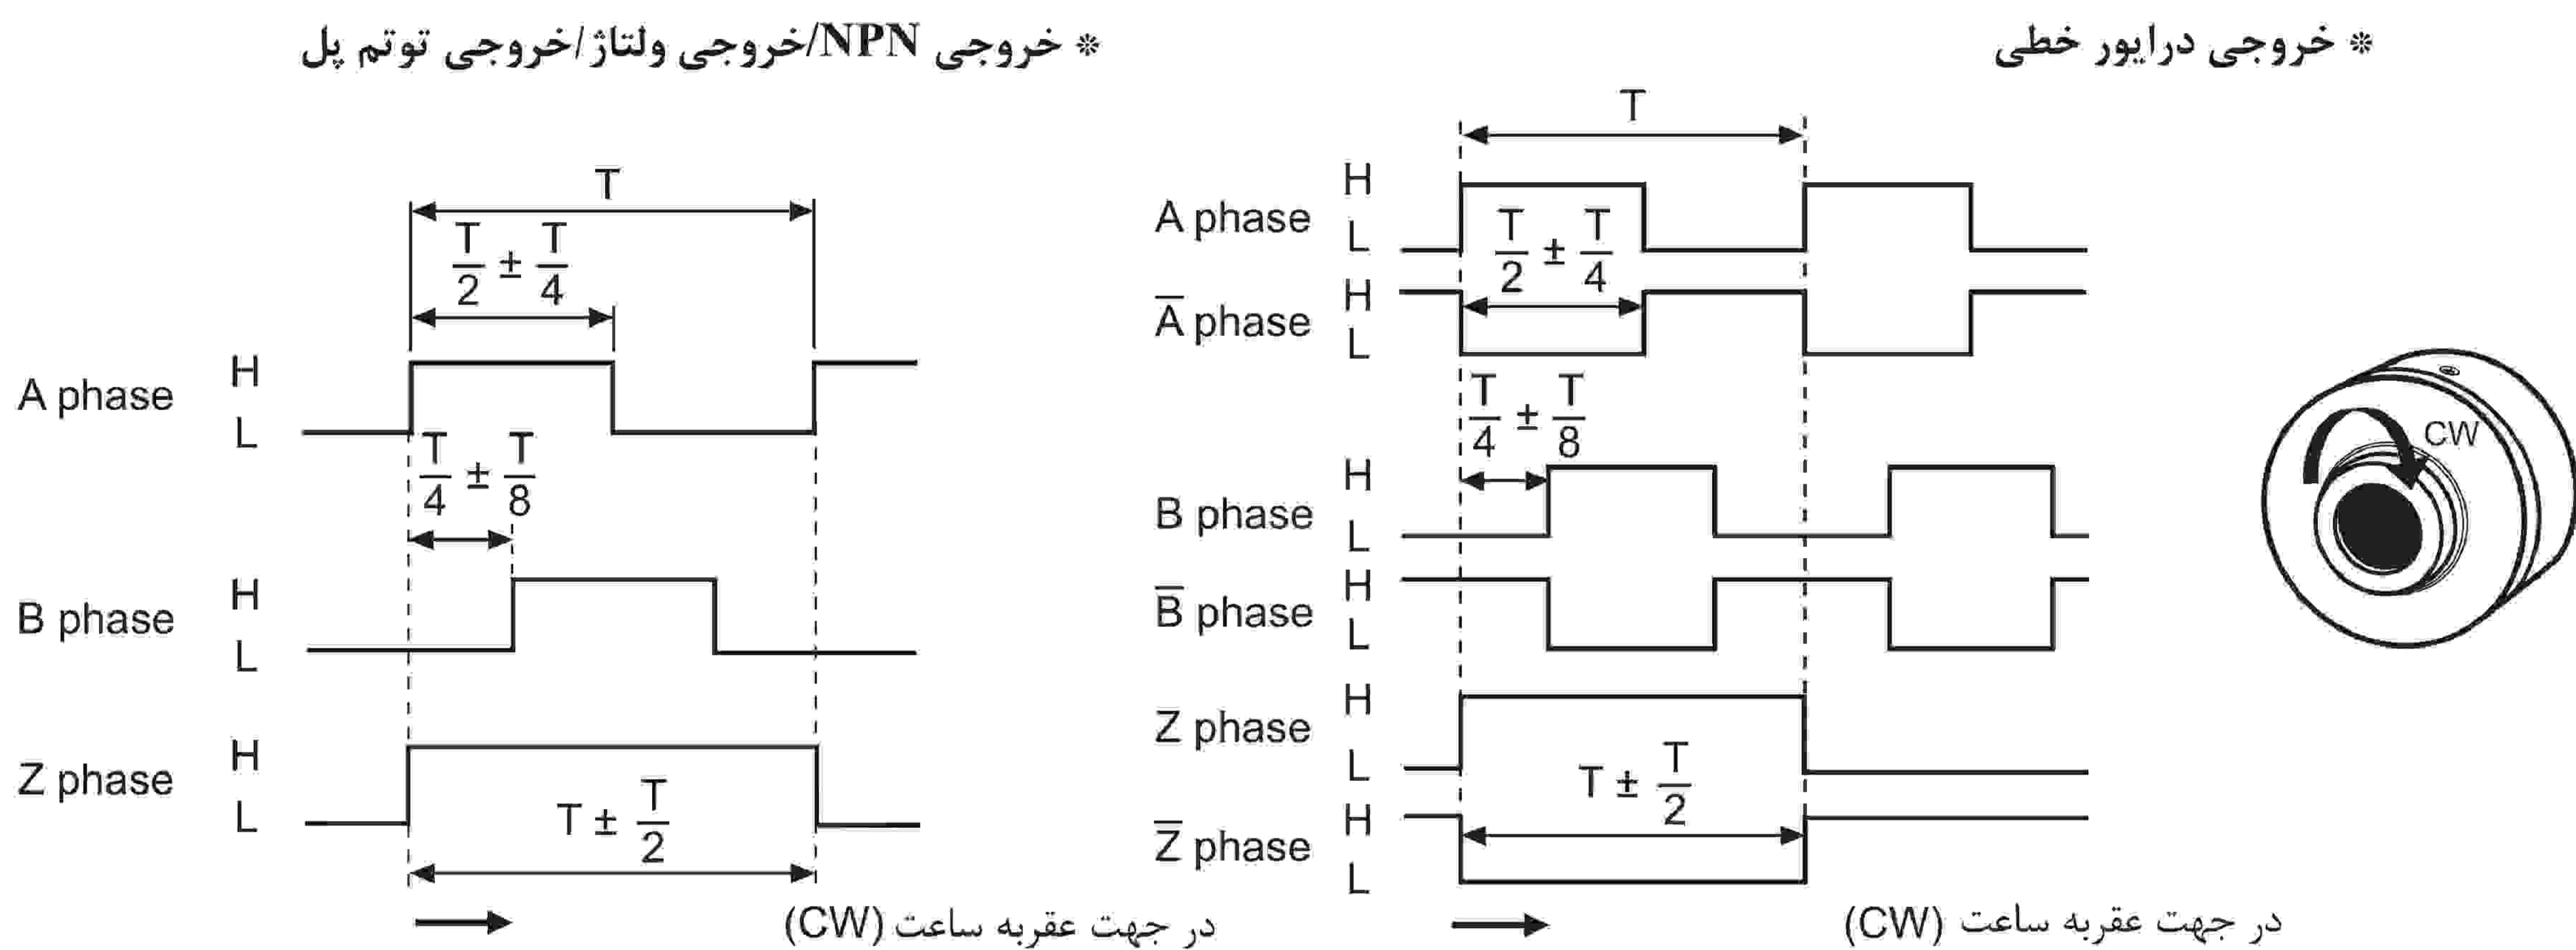 * خروجی NPN/خروجی ولتاژ/خروجی توتم پل
T
T/2 ± T/4
A phase H L
T/4 ± T/8
B phase H L
Z phase H L
T ± T/2
در جهت عقربه ساعت (CW)
* خروجی درایور خطی
T
A phase H L
T/2 ± T/4
A̅ phase H L
T/4 ± T/8
B phase H L
B̅ phase H L
Z phase H L
T ± T/2
Z̅ phase H L
CW
در جهت عقربه ساعت (CW)